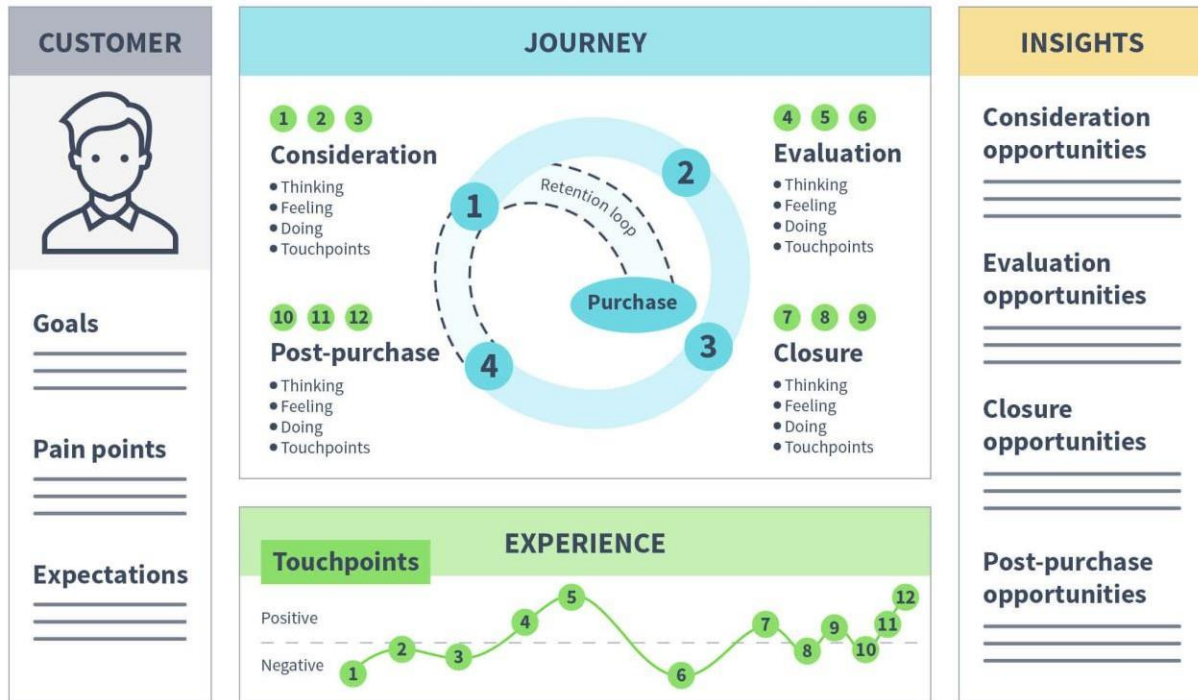 CUSTOMER
Goals
Pain points
Expectations
JOURNEY
1 2 3
Consideration
• Thinking
• Feeling
• Doing
• Touchpoints
4 5 6
Evaluation
• Thinking
• Feeling
• Doing
• Touchpoints
10 11 12
Post-purchase
• Thinking
• Feeling
• Doing
• Touchpoints
7 8 9
Closure
• Thinking
• Feeling
• Doing
• Touchpoints
1
2
3
4
Retention loop
Purchase
EXPERIENCE
Touchpoints
Positive
Negative
1
2
3
4
5
6
7
8
9
10
11
12
INSIGHTS
Consideration
opportunities
Evaluation
opportunities
Closure
opportunities
Post-purchase
opportunities